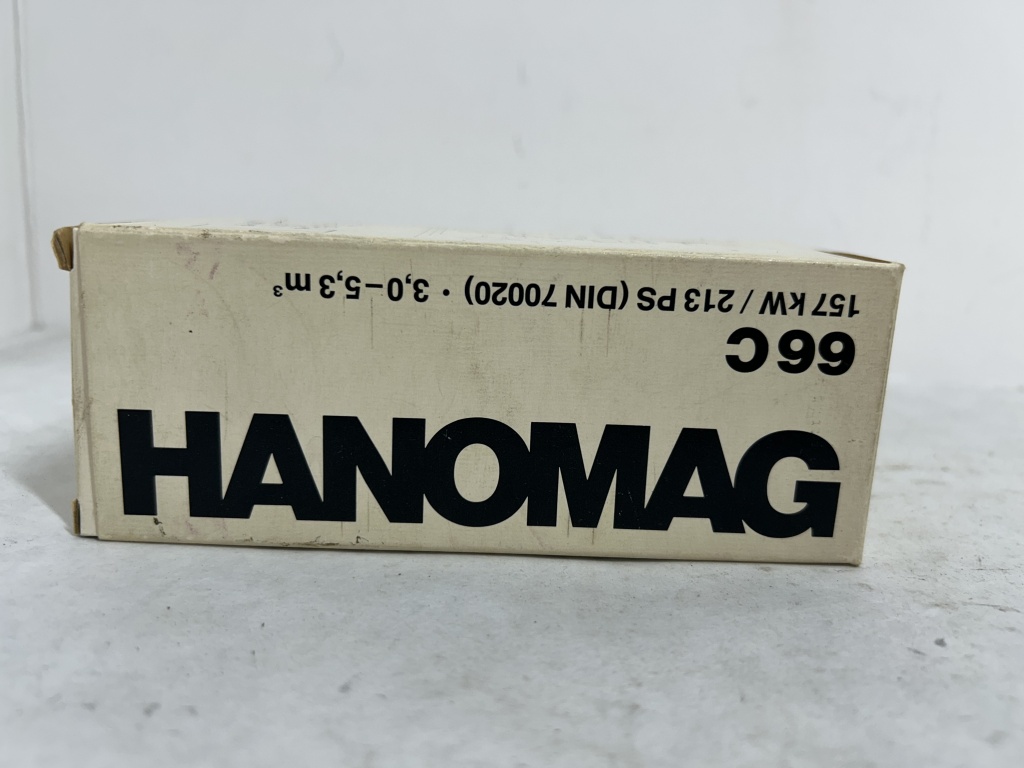 HANOMAG
66 C
157 kW / 213 PS (DIN 70020) · 3,0–5,3 m³